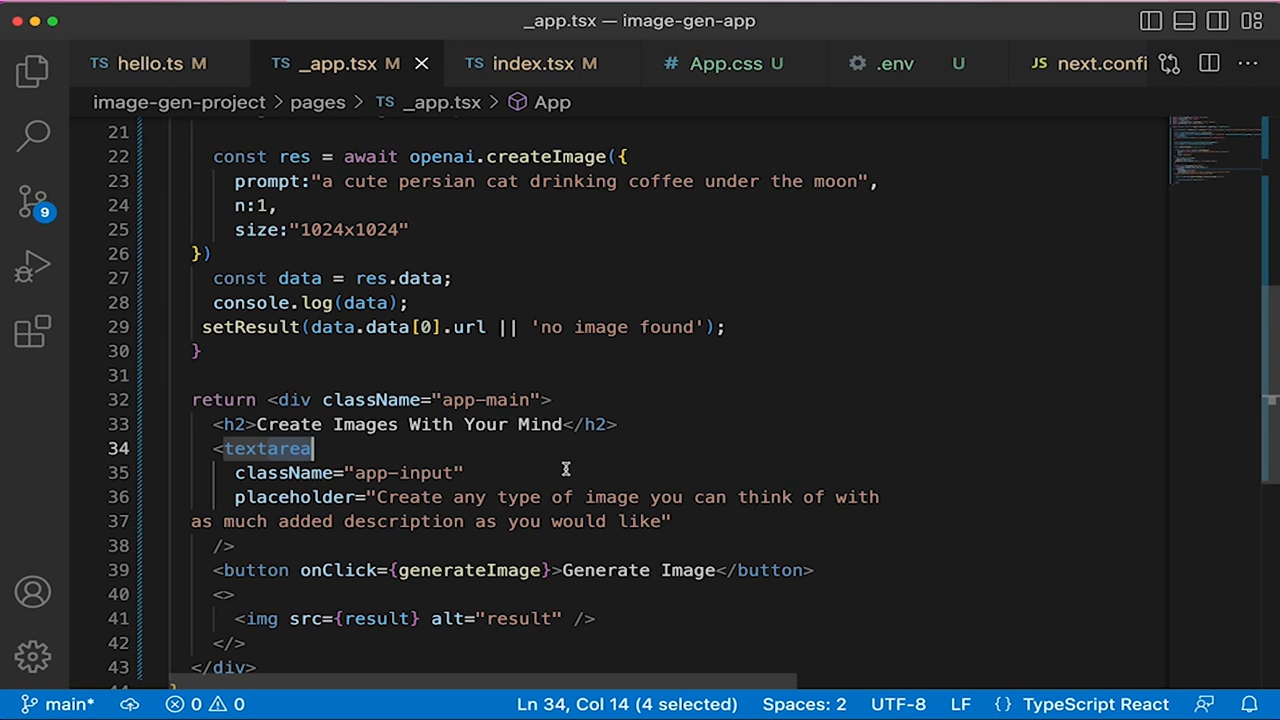 _app.tsx — image-gen-app
TS hello.ts M TS _app.tsx M TS index.tsx M # App.css U .env U JS next.confi
image-gen-project > pages > TS _app.tsx > App
21
22 const res = await openai.createImage({
23 prompt:"a cute persian cat drinking coffee under the moon",
24 n:1,
25 size:"1024x1024"
26 })
27 const data = res.data;
28 console.log(data);
29 setResult(data.data[0].url || 'no image found');
30 }
31
32 return <div className="app-main">
33 <h2>Create Images With Your Mind</h2>
34 <textarea
35 className="app-input"
36 placeholder="Create any type of image you can think of with
37 as much added description as you would like"
38 />
39 <button onClick={generateImage}>Generate Image</button>
40 <>
41 <img src={result} alt="result" />
42 </>
43 </div>
9
main* 0 0 Ln 34, Col 14 (4 selected) Spaces: 2 UTF-8 LF {} TypeScript React